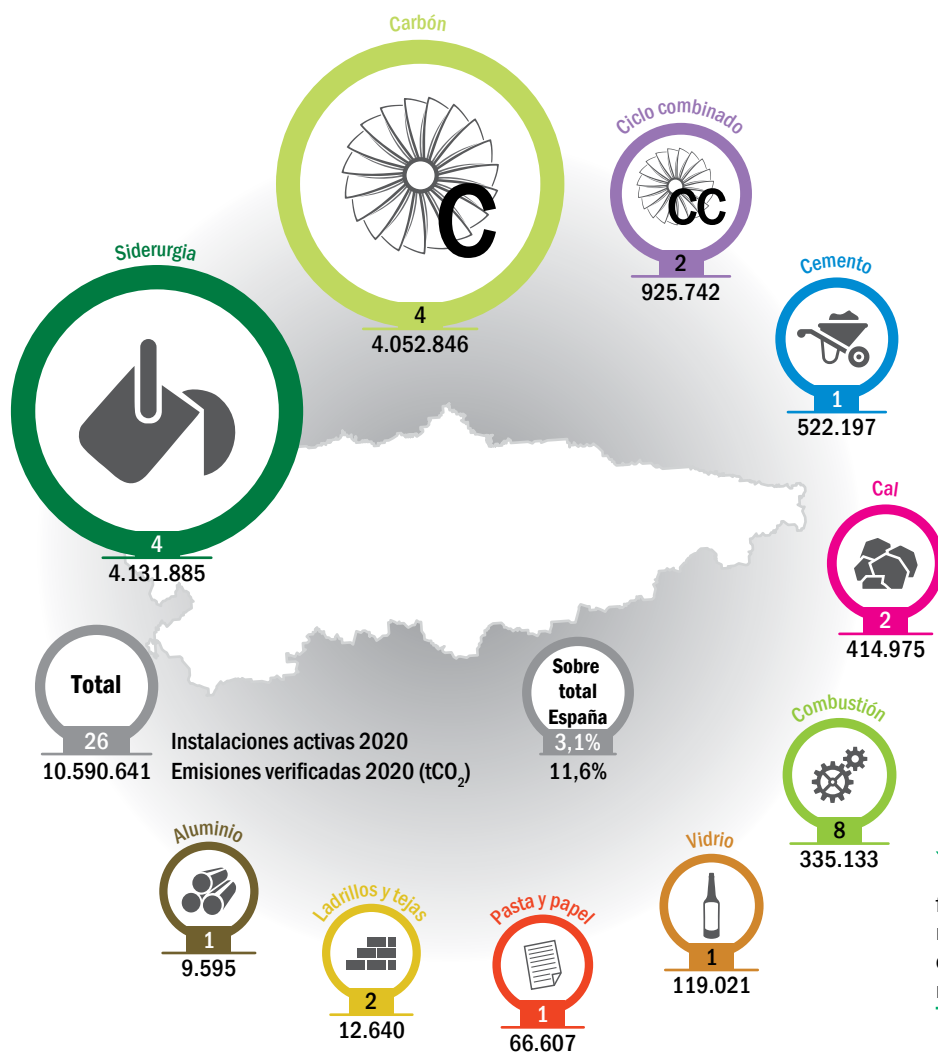 Carbón
C
4
4.052.846
Ciclo combinado
CC
2
925.742
Siderurgia
4
4.131.885
Cemento
1
522.197
Cal
2
414.975
Total
26
10.590.641
Instalaciones activas 2020
Emisiones verificadas 2020 (tCO₂)
Sobre
total
España
3,1%
11,6%
Combustión
8
335.133
Vidrio
1
119.021
Pasta y papel
1
66.607
Ladrillos y tejas
2
12.640
Aluminio
1
9.595